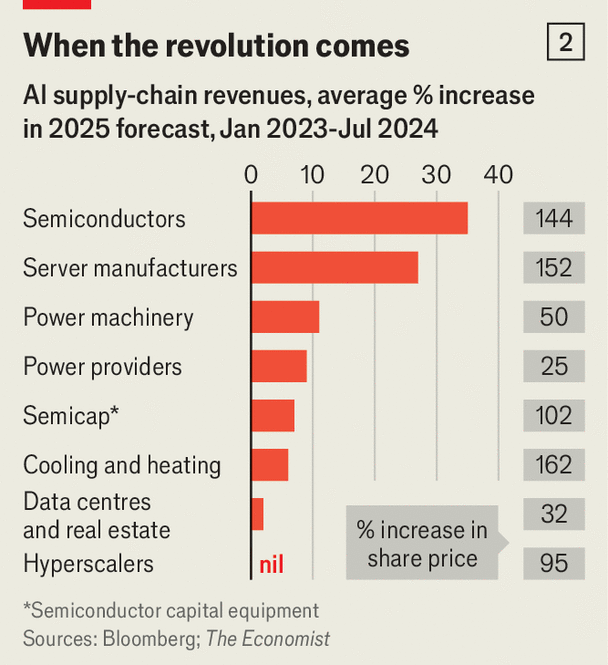 When the revolution comes
2
AI supply-chain revenues, average % increase
in 2025 forecast, Jan 2023-Jul 2024
0 10 20 30 40
Semiconductors 144
Server manufacturers 152
Power machinery 50
Power providers 25
Semicap* 102
Cooling and heating 162
Data centres
and real estate 32
% increase in
share price
Hyperscalers nil 95
*Semiconductor capital equipment
Sources: Bloomberg; The Economist